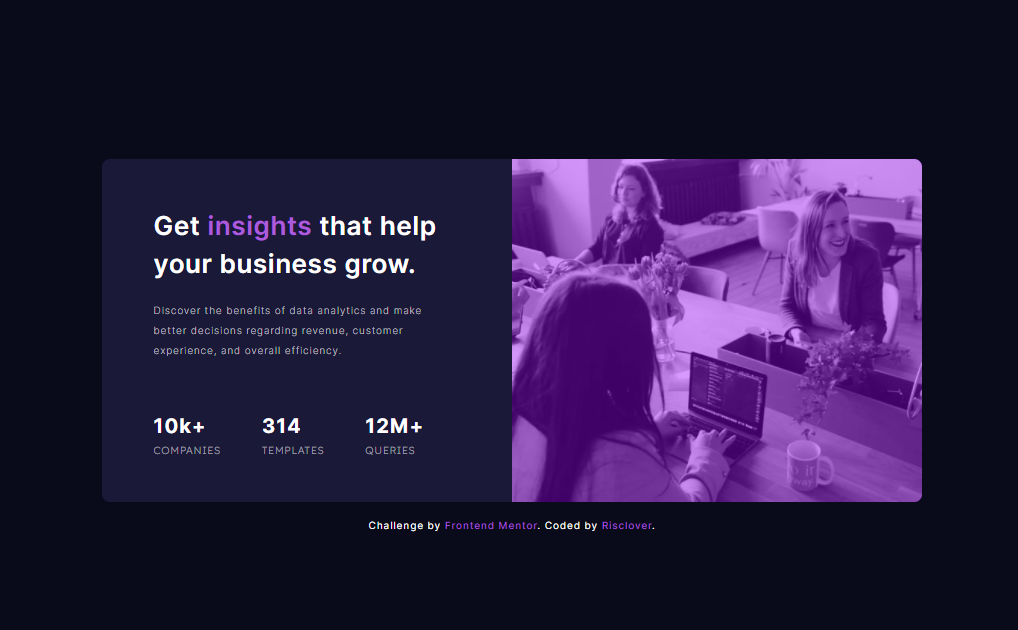 Get insights that help
your business grow.
Discover the benefits of data analytics and make
better decisions regarding revenue, customer
experience, and overall efficiency.
10k+ 314 12M+
COMPANIES TEMPLATES QUERIES
Challenge by Frontend Mentor. Coded by Risclover.